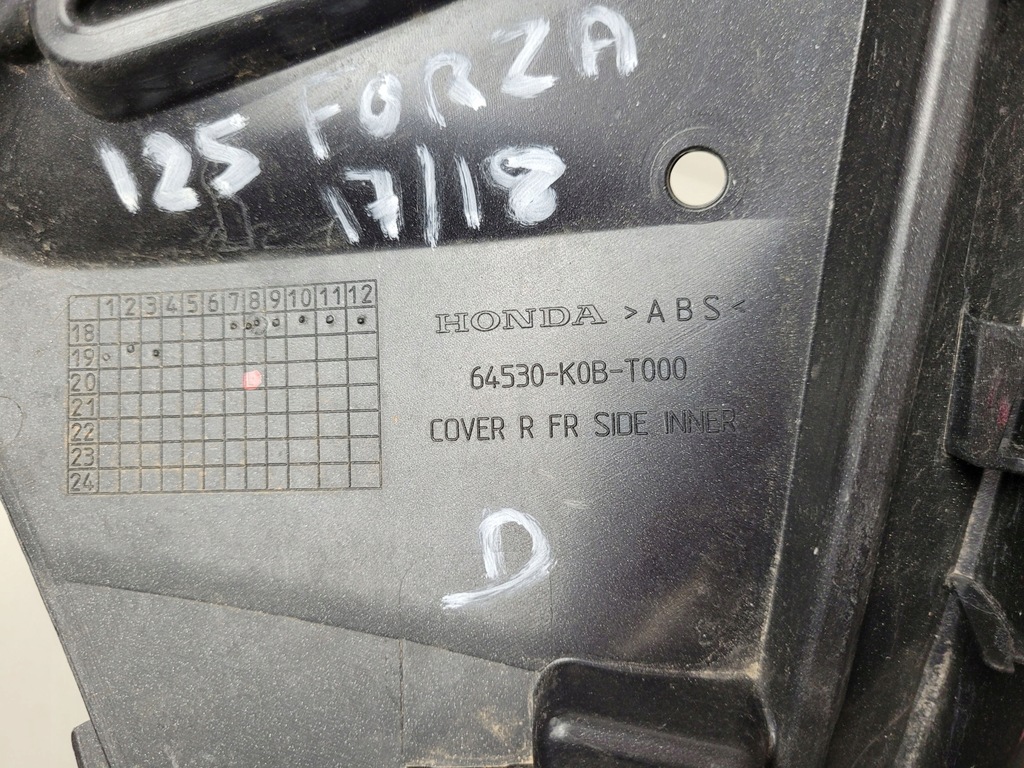 125 FORZA
17/18
1 2 3 4 5 6 7 8 9 10 11 12
18
19
20
21
22
23
24
HONDA >ABS<
64530-K0B-T000
COVER R FR SIDE INNER
D